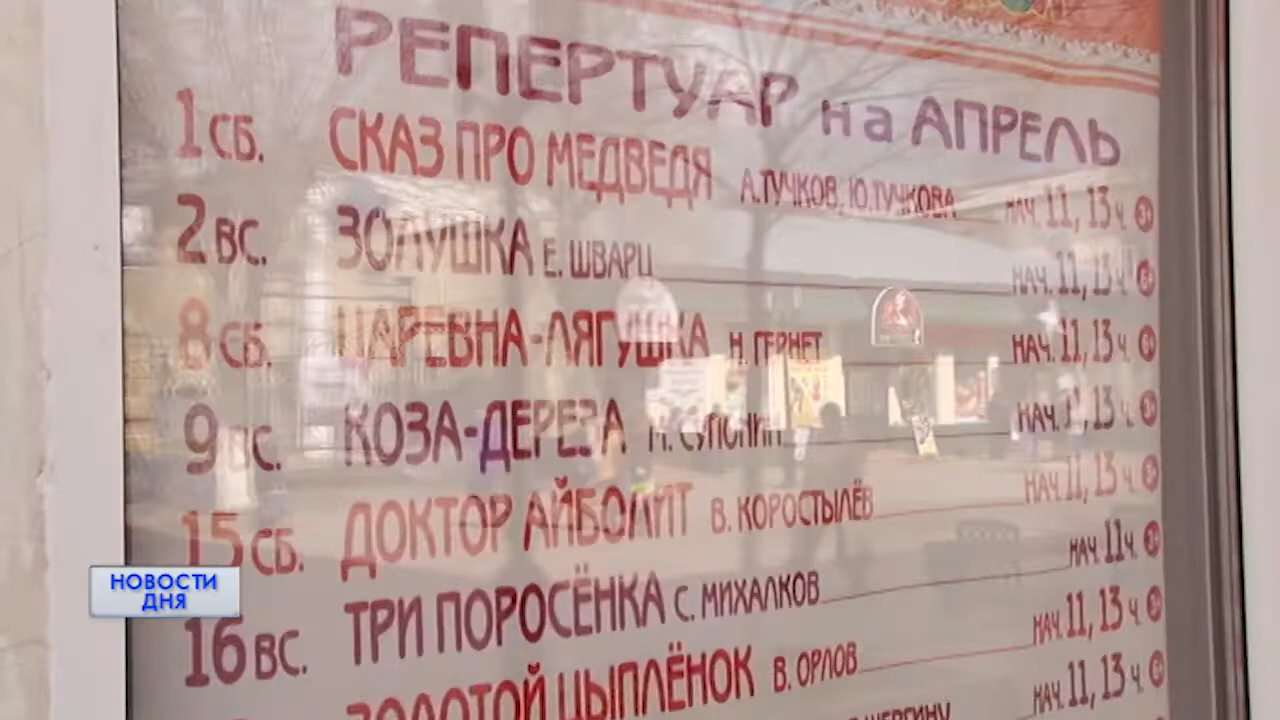 РЕПЕРТУАР на АПРЕЛЬ
1 СБ. СКАЗ ПРО МЕДВЕДЯ А.ТУЧКОВ, Ю.ТУЧКОВА НАЧ. 11, 13 Ч.
2 ВС. ЗОЛУШКА Е. ШВАРЦ НАЧ. 11, 13 Ч.
8 СБ. ЦАРЕВНА-ЛЯГУШКА Н. ГЕРНЕТ НАЧ. 11, 13 Ч.
9 ВС. КОЗА-ДЕРЕЗА М. СУПОНИН НАЧ. 11, 13 Ч.
15 СБ. ДОКТОР АЙБОЛИТ В. КОРОСТЫЛЁВ НАЧ. 11, 13 Ч.
16 ВС. ТРИ ПОРОСЁНКА С. МИХАЛКОВ НАЧ. 11 Ч.
ЗОЛОТОЙ ЦЫПЛЁНОК В. ОРЛОВ НАЧ. 11, 13 Ч.
НАЧ. 11, 13 Ч.
НОВОСТИ
ДНЯ